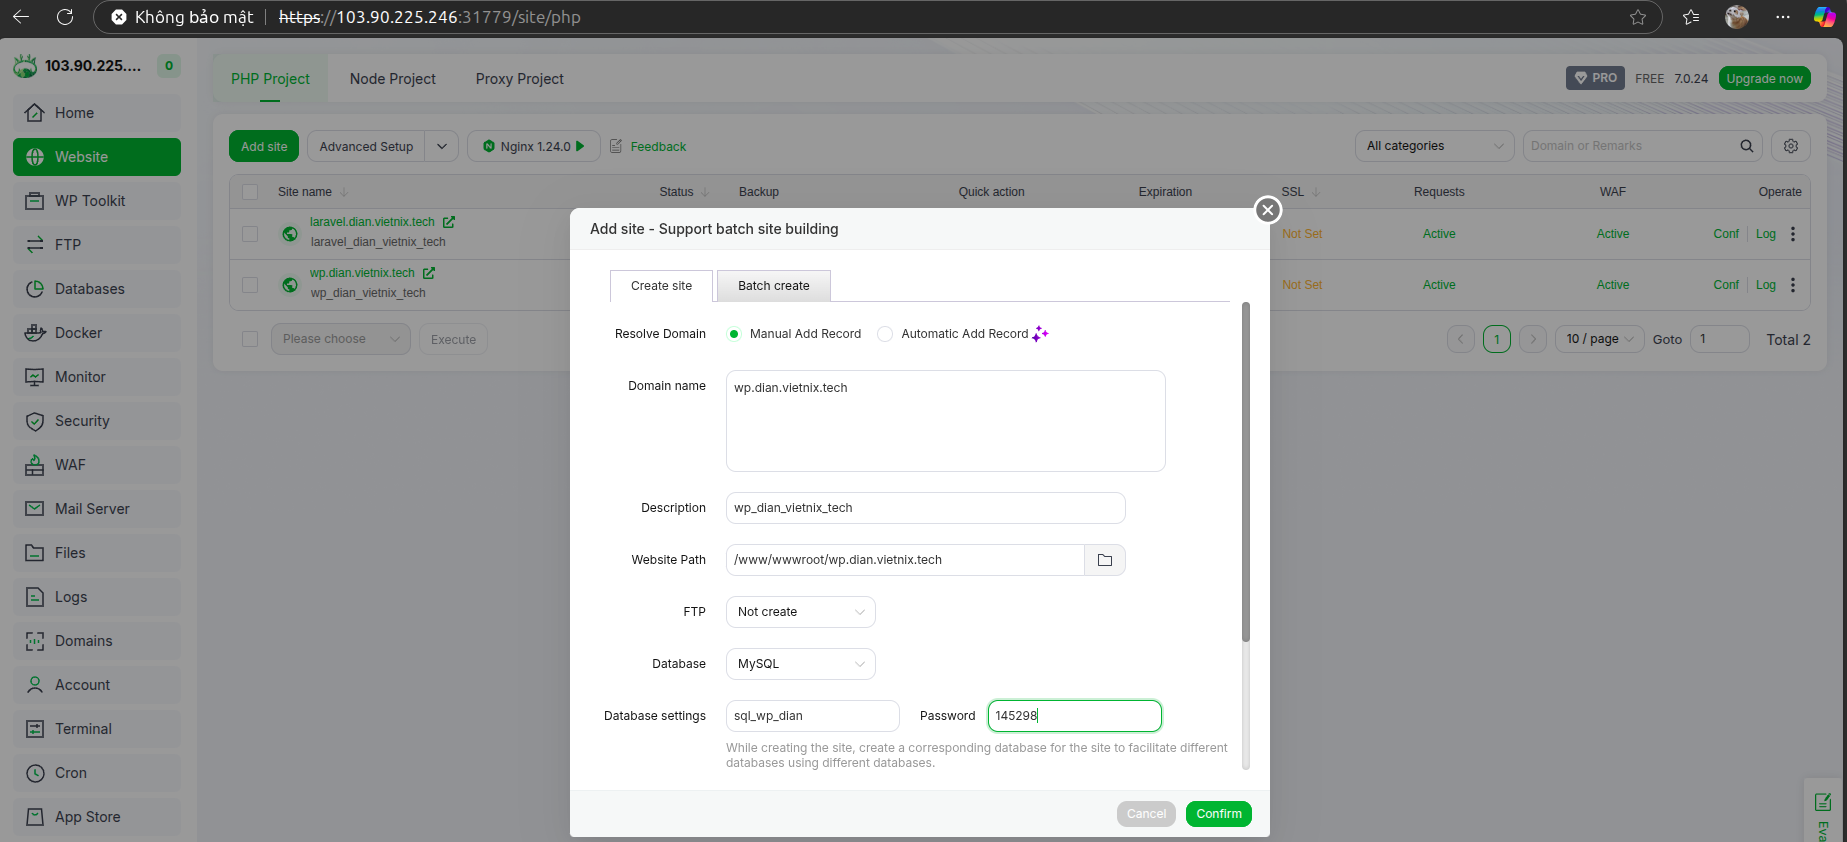 Không bảo mật https://103.90.225.246:31779/site/php
103.90.225.... 0
Home
Website
WP Toolkit
FTP
Databases
Docker
Monitor
Security
WAF
Mail Server
Files
Logs
Domains
Account
Terminal
Cron
App Store
PHP Project Node Project Proxy Project
PRO FREE 7.0.24 Upgrade now
Add site Advanced Setup Nginx 1.24.0 Feedback All categories Domain or Remarks
Site name Status Backup Quick action Expiration SSL Requests WAF Operate
laravel.dian.vietnix.tech
laravel_dian_vietnix_tech
Not Set Active Active Conf Log
wp.dian.vietnix.tech
wp_dian_vietnix_tech
Not Set Active Active Conf Log
Please choose Execute
1 10 / page Goto 1 Total 2
Add site - Support batch site building
Create site Batch create
Resolve Domain Manual Add Record Automatic Add Record
Domain name wp.dian.vietnix.tech
Description wp_dian_vietnix_tech
Website Path /www/wwwroot/wp.dian.vietnix.tech
FTP Not create
Database MySQL
Database settings sql_wp_dian Password 145298
While creating the site, create a corresponding database for the site to facilitate different
databases using different databases.
Cancel Confirm